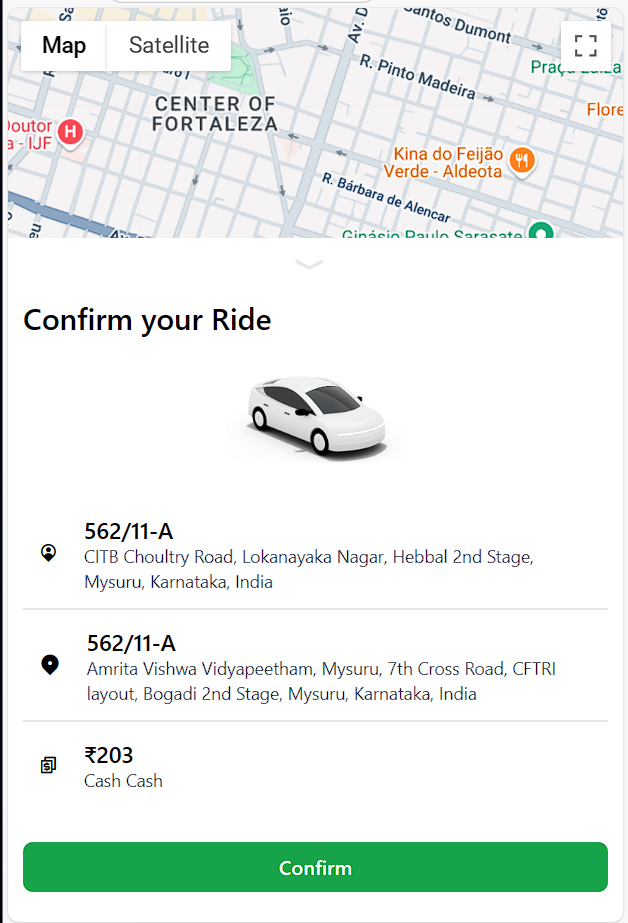 Map
Satellite
Santos Dumont
Av. D
R. Pinto Madeira
CENTER OF
FORTALEZA
Doutor
a - IJF
H
Flore
Kina do Feijão
Verde - Aldeota
R. Bárbara de Alencar
Ginásio Paulo Sarasate
Confirm your Ride
562/11-A
CITB Choultry Road, Lokanayaka Nagar, Hebbal 2nd Stage,
Mysuru, Karnataka, India
562/11-A
Amrita Vishwa Vidyapeetham, Mysuru, 7th Cross Road, CFTRI
layout, Bogadi 2nd Stage, Mysuru, Karnataka, India
₹203
Cash Cash
Confirm